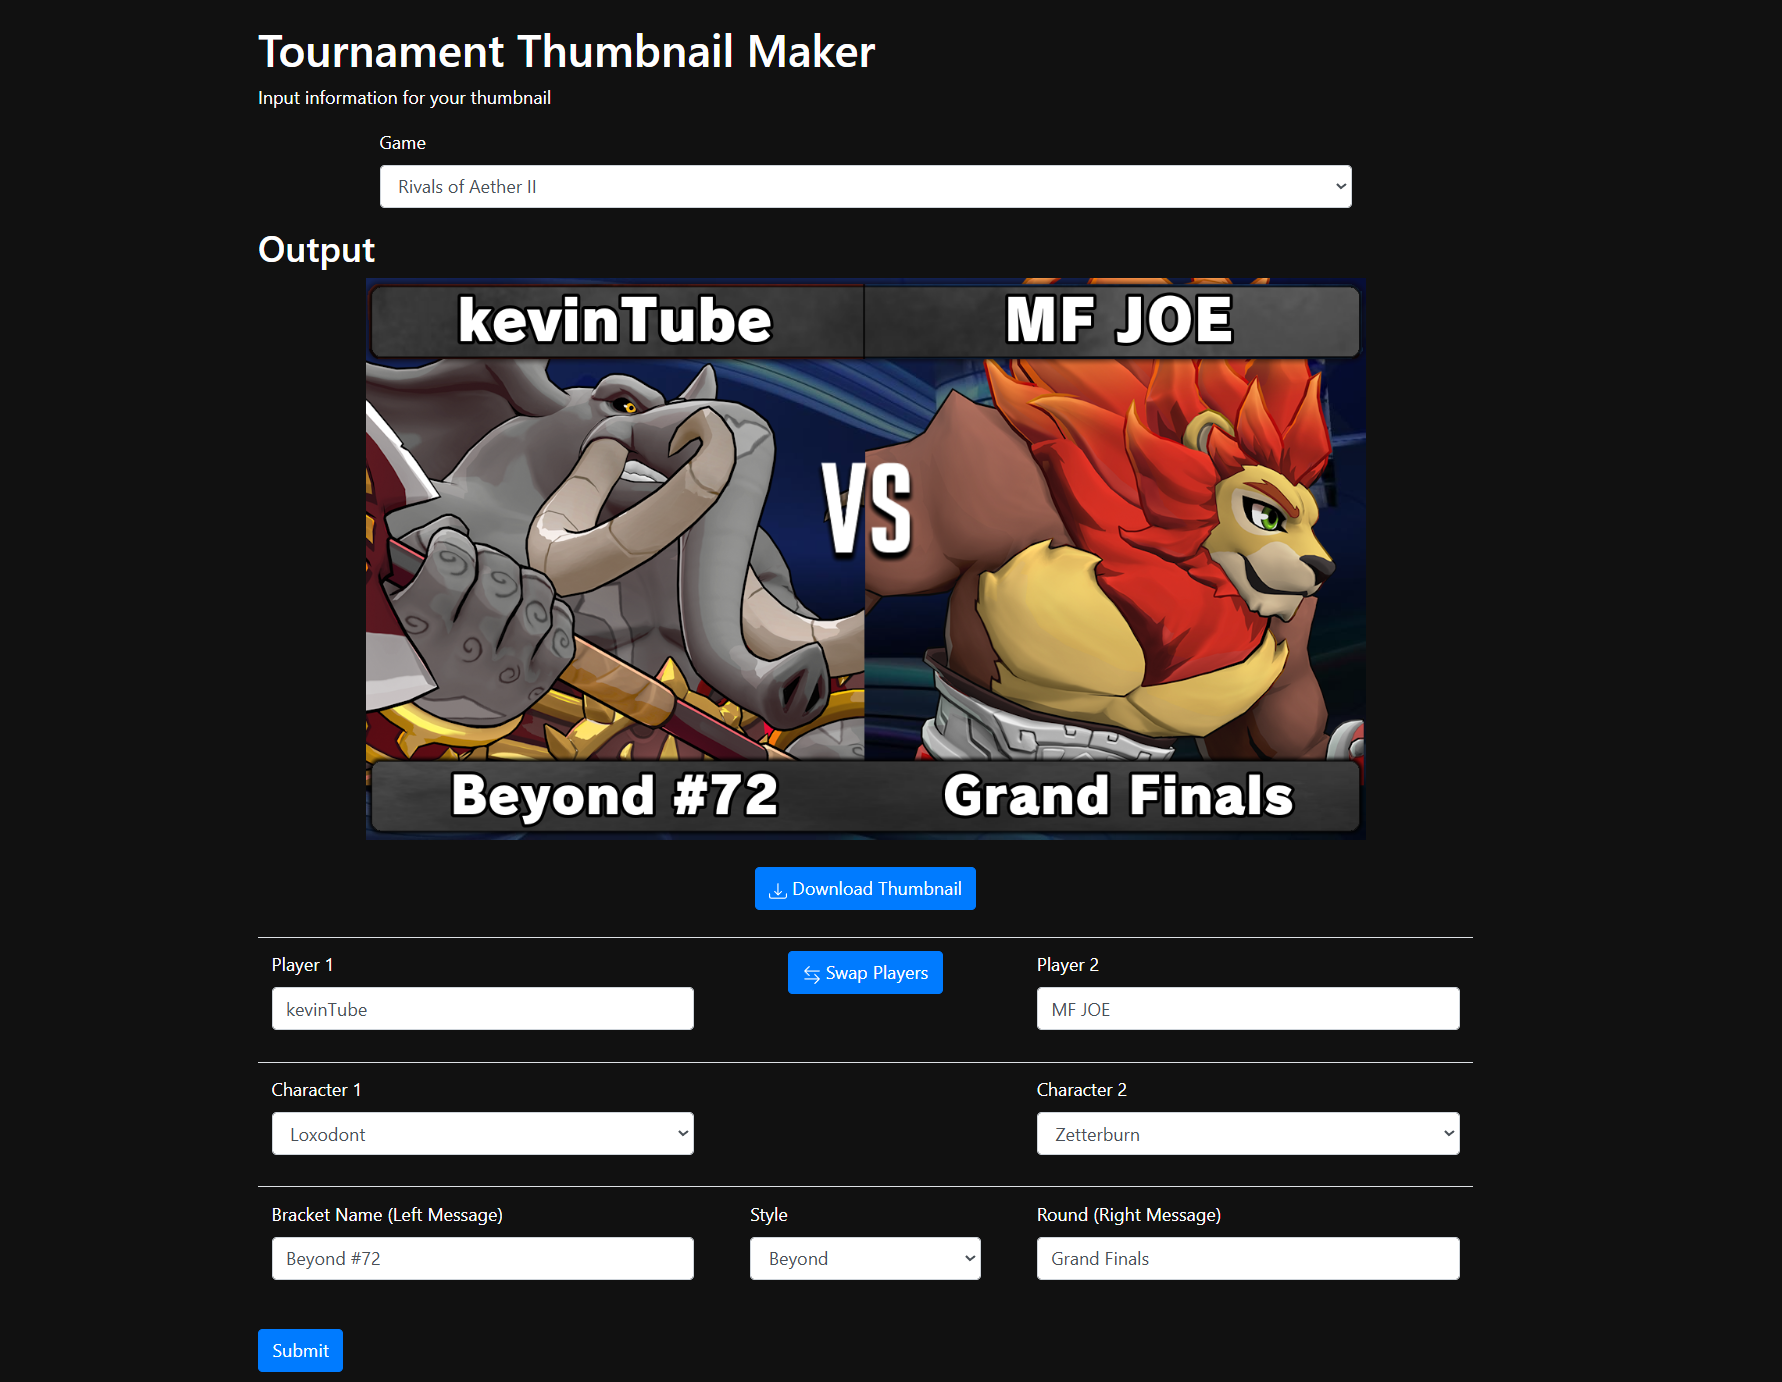 Tournament Thumbnail Maker
Input information for your thumbnail
Game
Rivals of Aether II
Output
kevinTube
MF JOE
VS
Beyond #72
Grand Finals
Download Thumbnail
Player 1
Swap Players
Player 2
kevinTube
MF JOE
Character 1
Character 2
Loxodont
Zetterburn
Bracket Name (Left Message)
Style
Round (Right Message)
Beyond #72
Beyond
Grand Finals
Submit